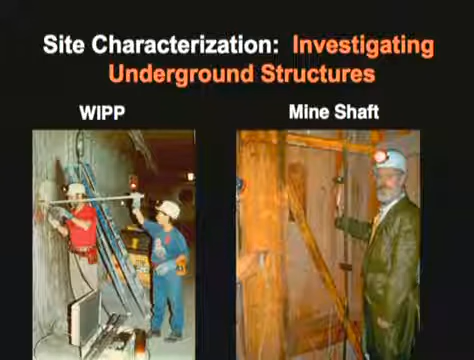 Site Characterization: Investigating
Underground Structures
WIPP
Mine Shaft